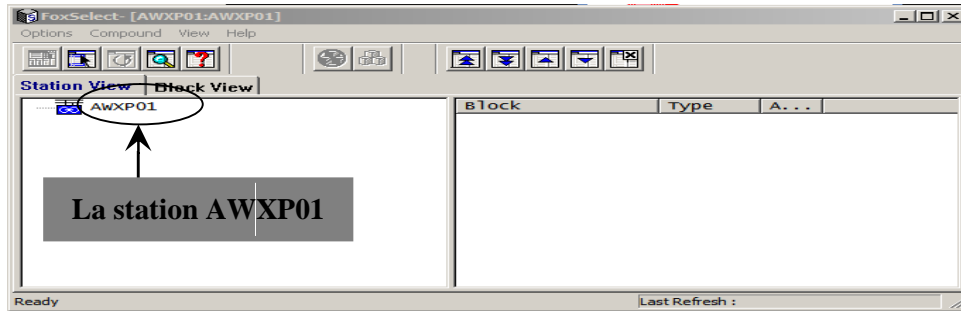 FoxSelect- [AWXP01:AWXP01]
Options Compound View Help
Station View Block View
AWXP01
Block Type A...
La station AWXP01
Ready Last Refresh :